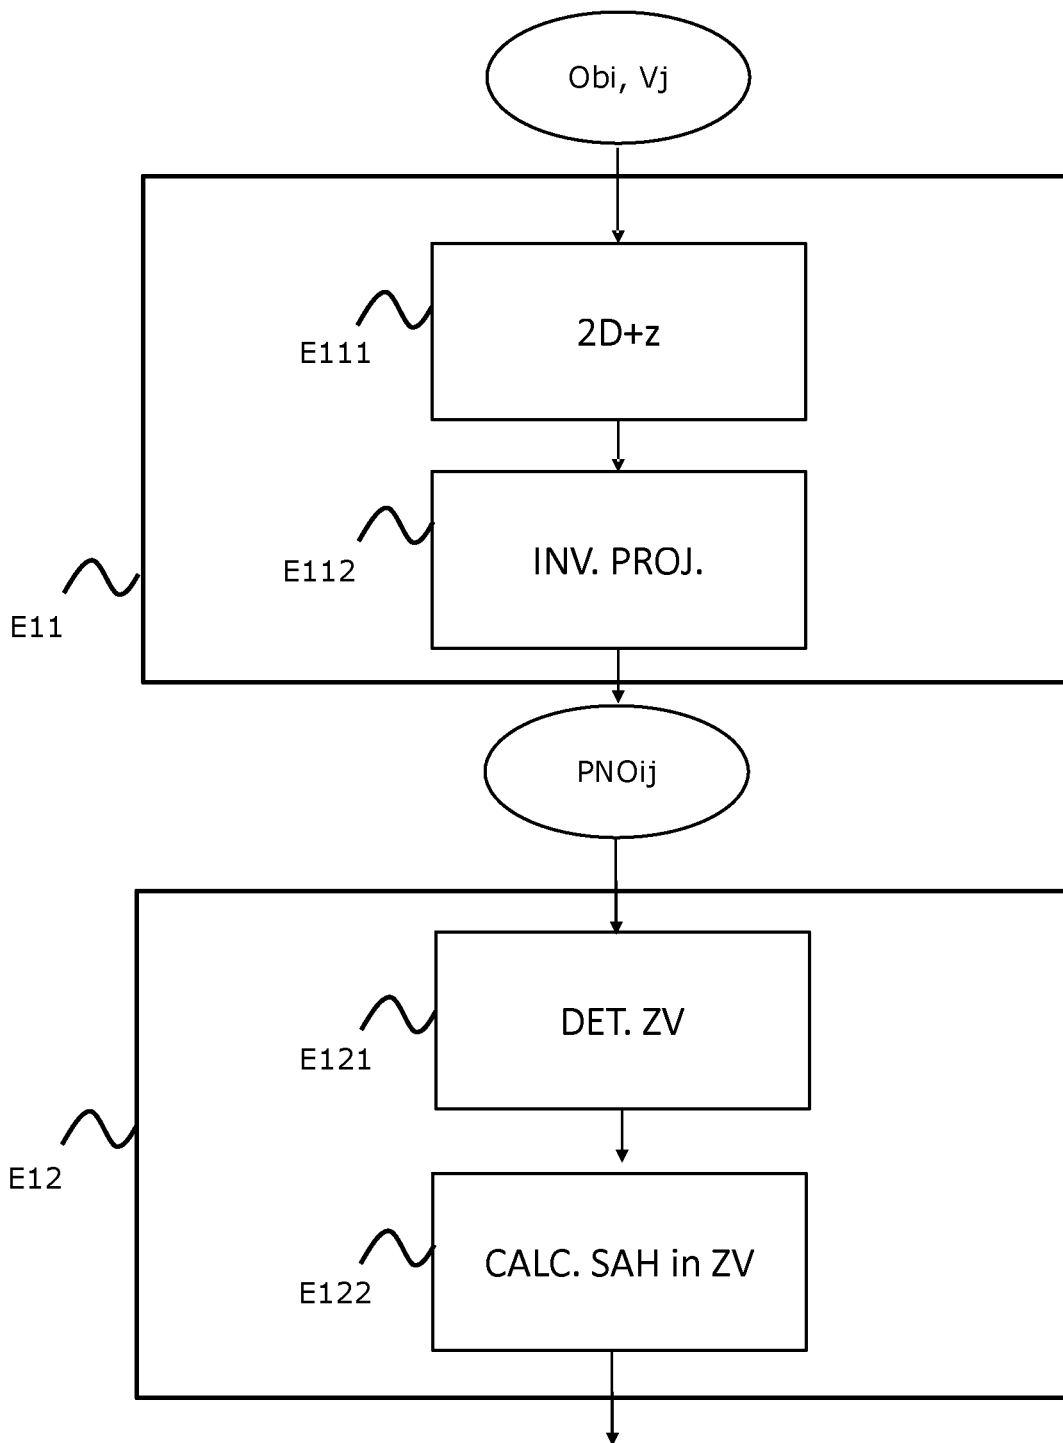 Obi, Vj
2D+z
E111
INV. PROJ.
E112
E11
PNOij
DET. ZV
E121
E12
CALC. SAH in ZV
E122